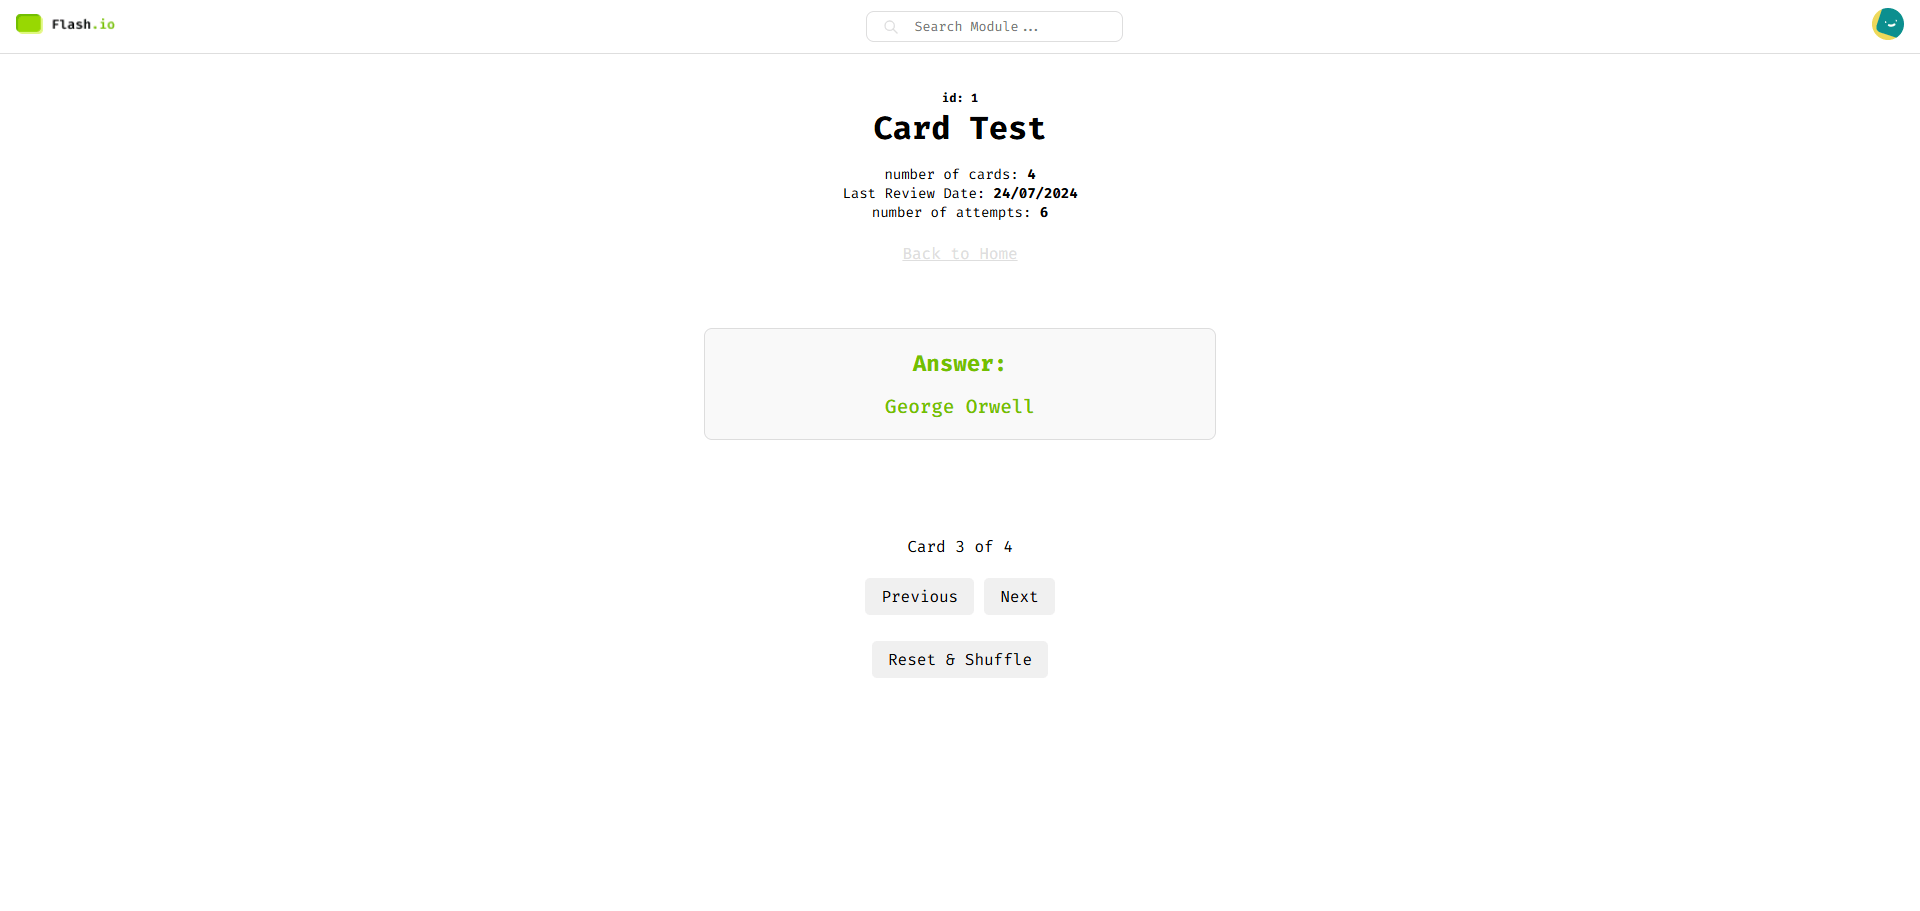 Flash.io
Search Module...
id: 1
Card Test
number of cards: 4
Last Review Date: 24/07/2024
number of attempts: 6
Back to Home
Answer:
George Orwell
Card 3 of 4
Previous Next
Reset & Shuffle